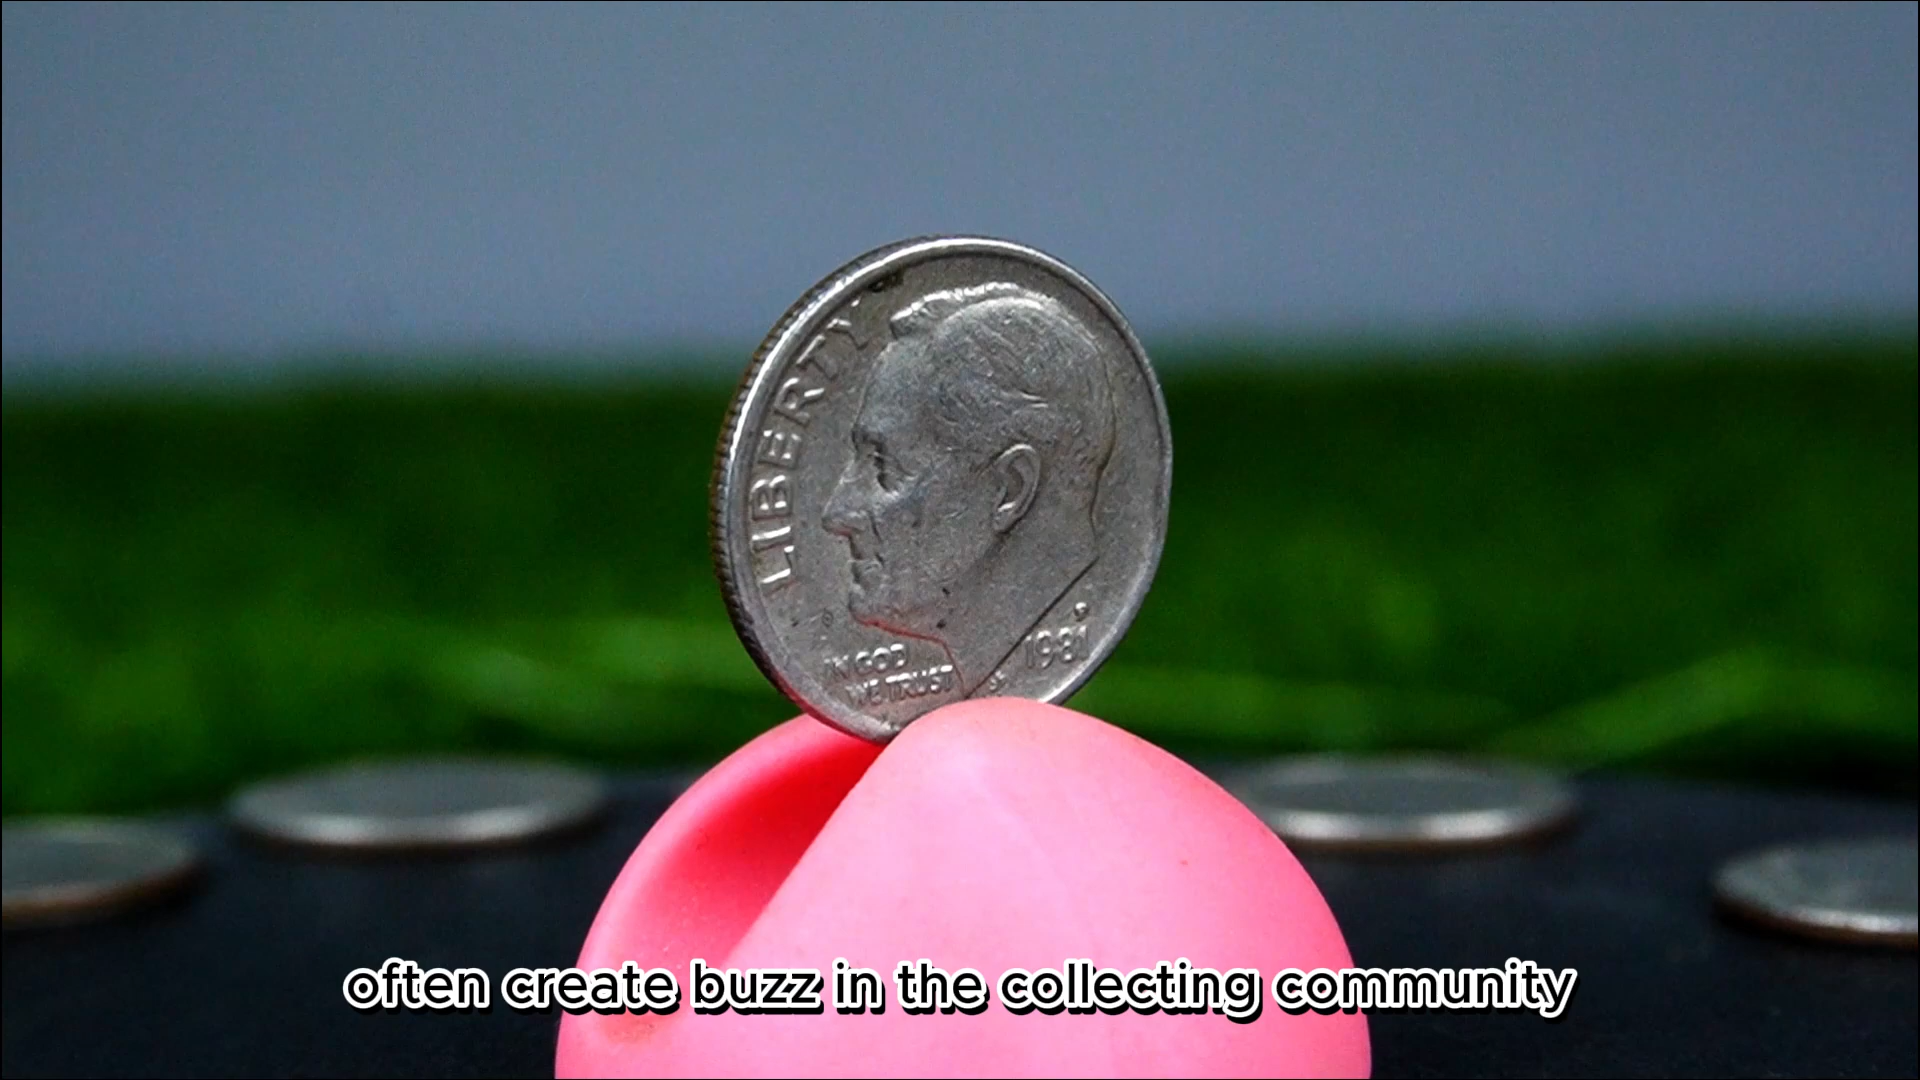 LIBERTY
IN GOD
WE TRUST
P
1981
often create buzz in the collecting community